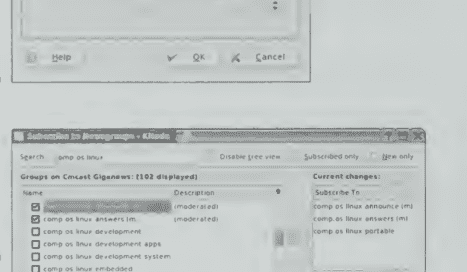 Help OK Cancel
Subscribe to Newsgroups - KNode
Search comp os linux Disable tree view Subscribed only New only
Groups on Cmcast Giganews: (102 displayed) Current changes:
Name Description Subscribe To
(moderated) comp os linux announce (m)
comp os linux answers (m. (moderated) comp os linux answers (m)
comp os linux development comp os linux portable
comp os linux development apps
comp os linux development system
comp os linux embedded